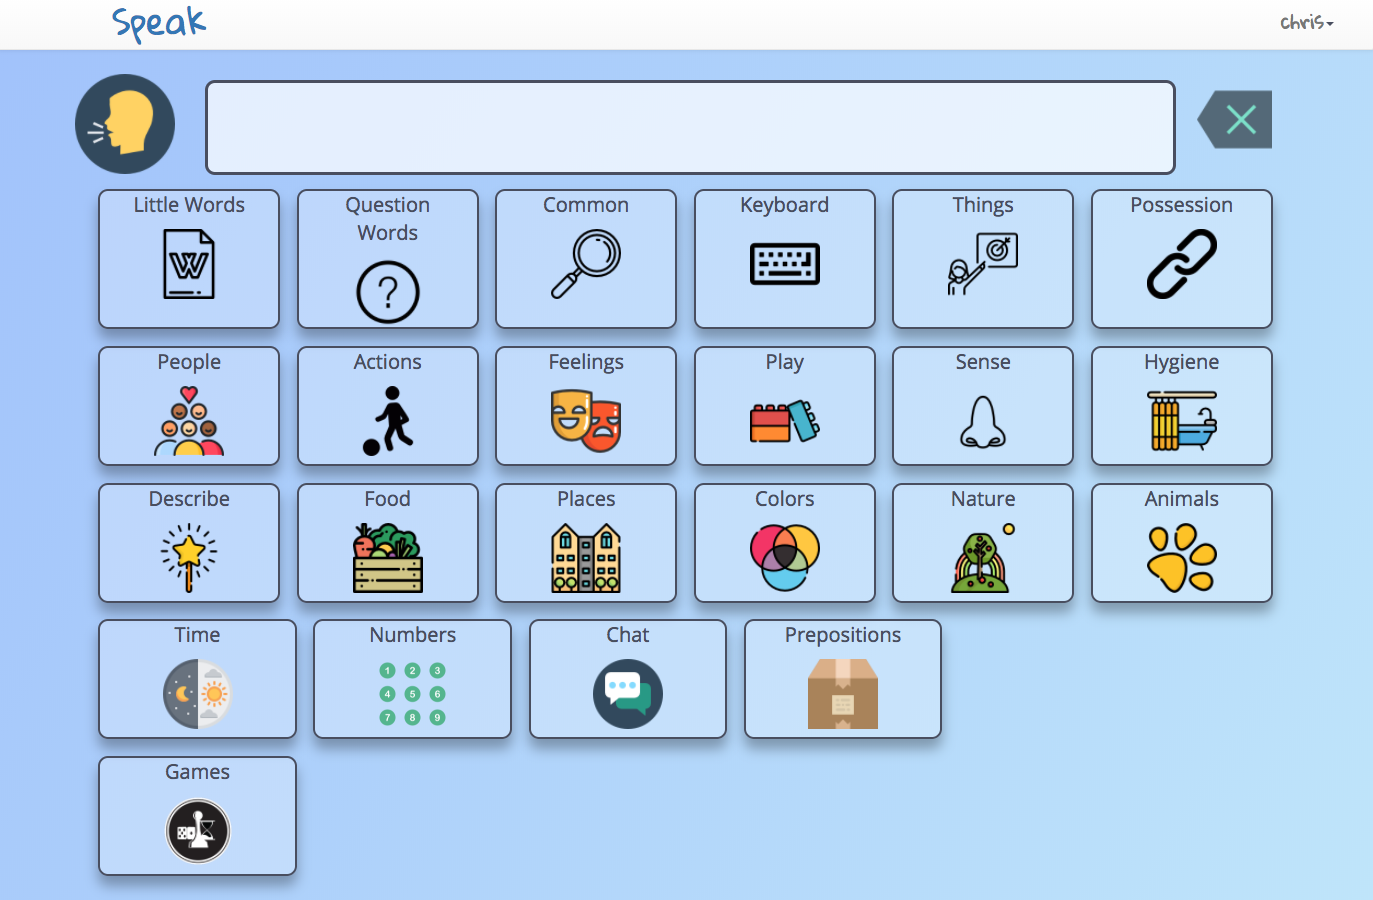 Speak
chris
Little Words
Question
Words
Common
Keyboard
Things
Possession
W
?
People
Actions
Feelings
Play
Sense
Hygiene
Describe
Food
Places
Colors
Nature
Animals
Time
Numbers
Chat
Prepositions
1 2 3
4 5 6
7 8 9
Games